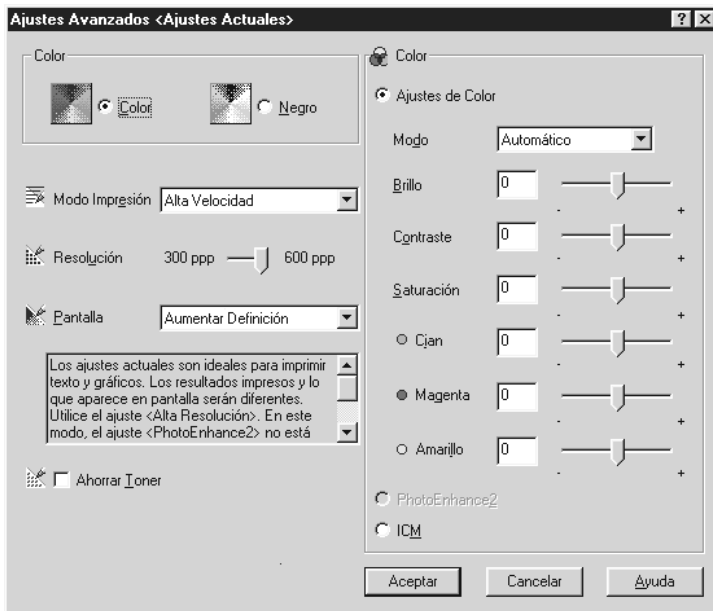 Ajustes Avanzados <Ajustes Actuales>
Color
Color
Negro
Modo Impresión
Alta Velocidad
Resolución
300 ppp
600 ppp
Pantalla
Aumentar Definición
Los ajustes actuales son ideales para imprimir
texto y gráficos. Los resultados impresos y lo
que aparece en pantalla serán diferentes.
Utilice el ajuste <Alta Resolución>. En este
modo, el ajuste <PhotoEnhance2> no está
Ahorrar Toner
Color
Ajustes de Color
Modo
Automático
Brillo
0
- +
Contraste
0
- +
Saturación
0
- +
Cian
0
- +
Magenta
0
- +
Amarillo
0
- +
PhotoEnhance2
ICM
Aceptar
Cancelar
Ayuda